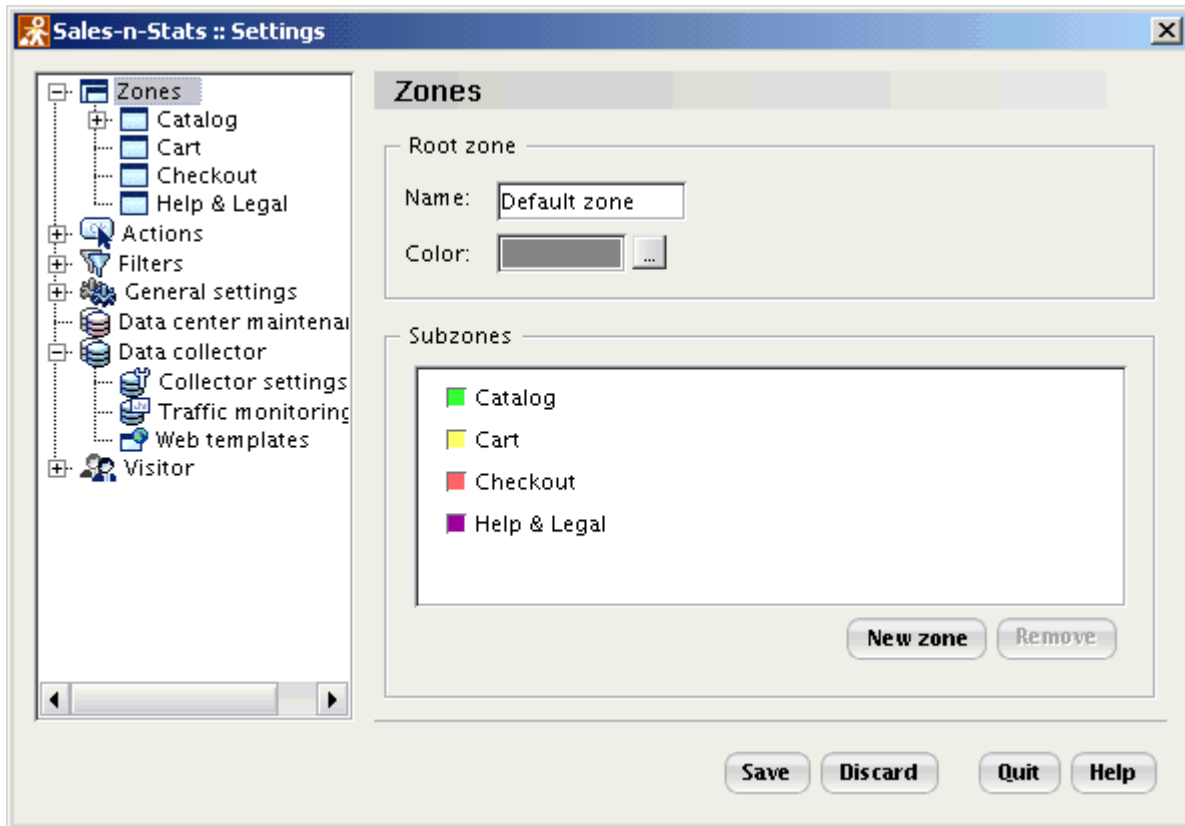 Sales-n-Stats :: Settings
Zones
Catalog
Cart
Checkout
Help & Legal
Actions
Filters
General settings
Data center maintenai
Data collector
Collector settings
Traffic monitoring
Web templates
Visitor
Zones
Root zone
Name: Default zone
Color: ...
Subzones
Catalog
Cart
Checkout
Help & Legal
New zone Remove
Save Discard Quit Help